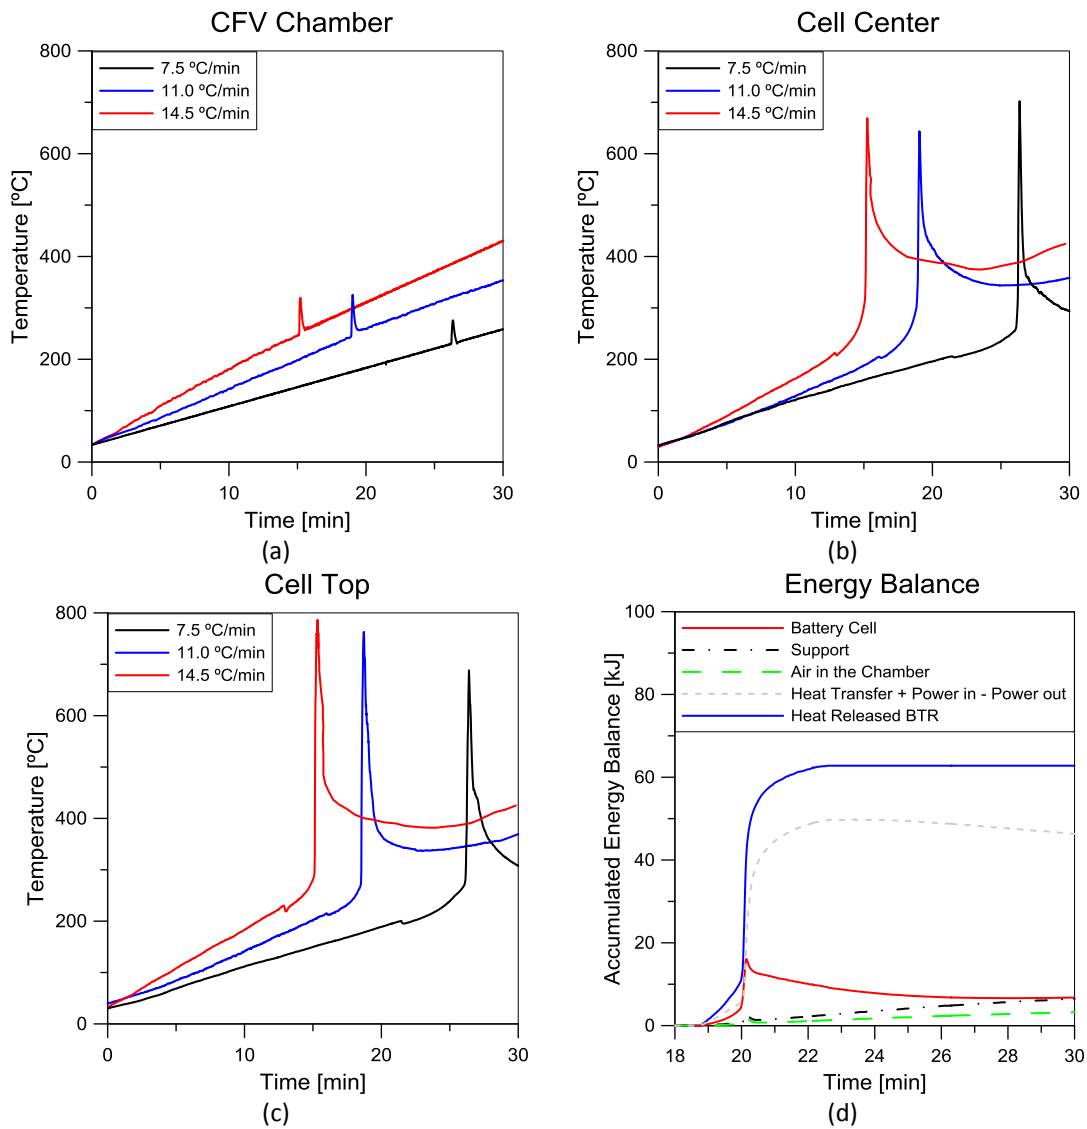 CFV Chamber
800
600
400
200
0
Temperature [ºC]
7.5 ºC/min
11.0 ºC/min
14.5 ºC/min
0 10 20 30
Time [min]
(a)
Cell Center
800
600
400
200
0
Temperature [ºC]
7.5 ºC/min
11.0 ºC/min
14.5 ºC/min
0 10 20 30
Time [min]
(b)
Cell Top
800
600
400
200
0
Temperature [ºC]
7.5 ºC/min
11.0 ºC/min
14.5 ºC/min
0 10 20 30
Time [min]
(c)
Energy Balance
100
80
60
40
20
0
Accumulated Energy Balance [kJ]
Battery Cell
Support
Air in the Chamber
Heat Transfer + Power in - Power out
Heat Released BTR
18 20 22 24 26 28 30
Time [min]
(d)